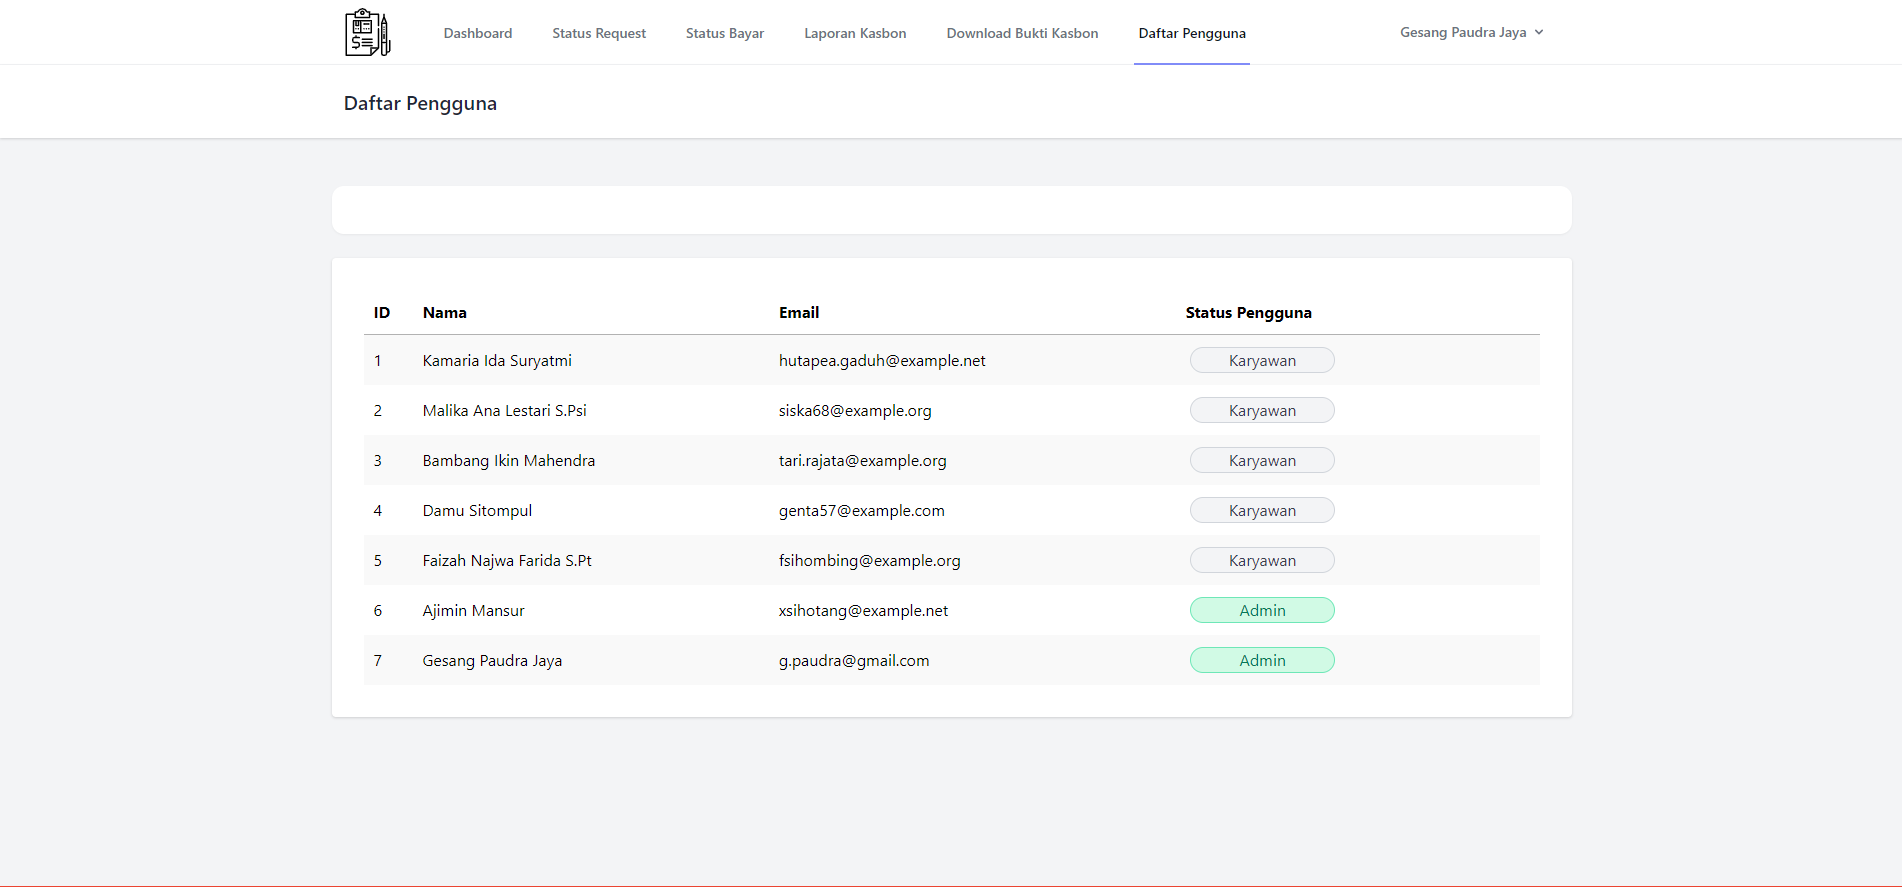 Dashboard Status Request Status Bayar Laporan Kasbon Download Bukti Kasbon Daftar Pengguna Gesang Paudra Jaya
Daftar Pengguna
ID Nama Email Status Pengguna
1 Kamaria Ida Suryatmi hutapea.gaduh@example.net Karyawan
2 Malika Ana Lestari S.Psi siska68@example.org Karyawan
3 Bambang Ikin Mahendra tari.rajata@example.org Karyawan
4 Damu Sitompul genta57@example.com Karyawan
5 Faizah Najwa Farida S.Pt fsihombing@example.org Karyawan
6 Ajimin Mansur xsihotang@example.net Admin
7 Gesang Paudra Jaya g.paudra@gmail.com Admin